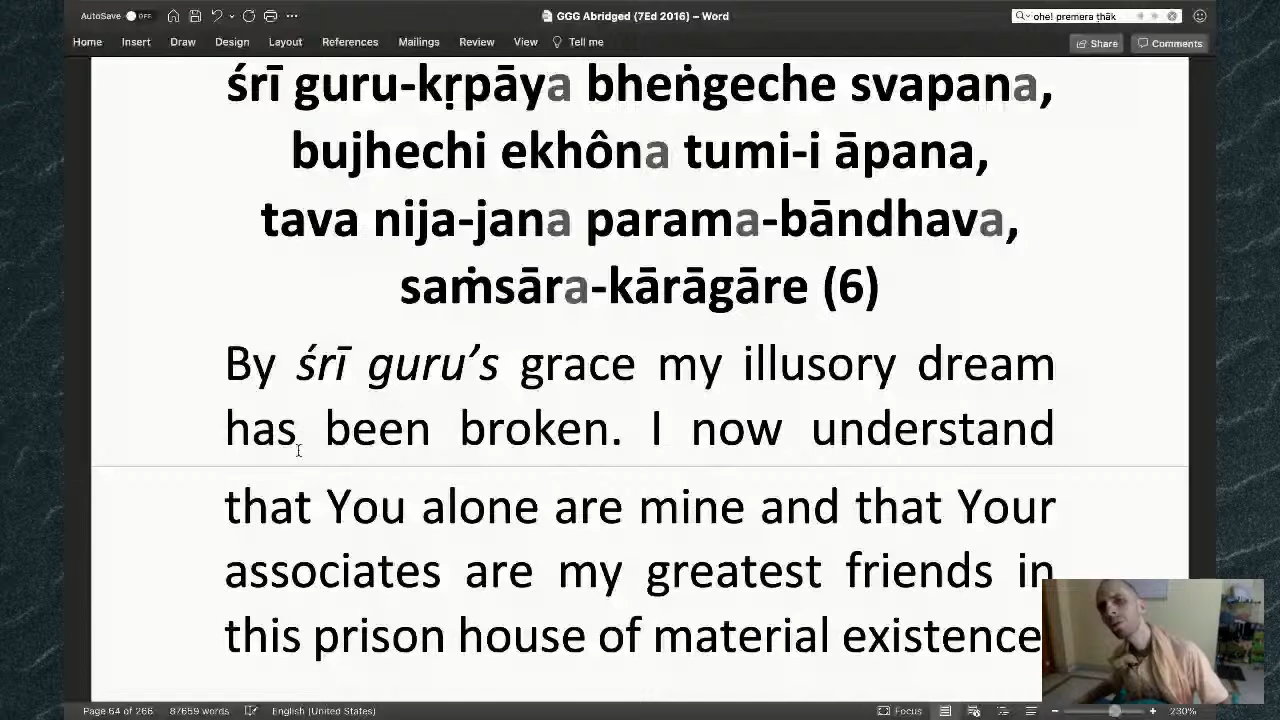 AutoSave OFF
GGG Abridged (7Ed 2016) – Word
ohe! premera ṭhāk
Home Insert Draw Design Layout References Mailings Review View Tell me
Share Comments
śrī guru-kṛpāya bheṅgeche svapana,
bujhechi ekhôna tumi-i āpana,
tava nija-jana parama-bāndhava,
saṁsāra-kārāgāre (6)
By śrī guru’s grace my illusory dream
has been broken. I now understand
that You alone are mine and that Your
associates are my greatest friends in
this prison house of material existence
Page 64 of 266 87659 words English (United States) Focus 230%